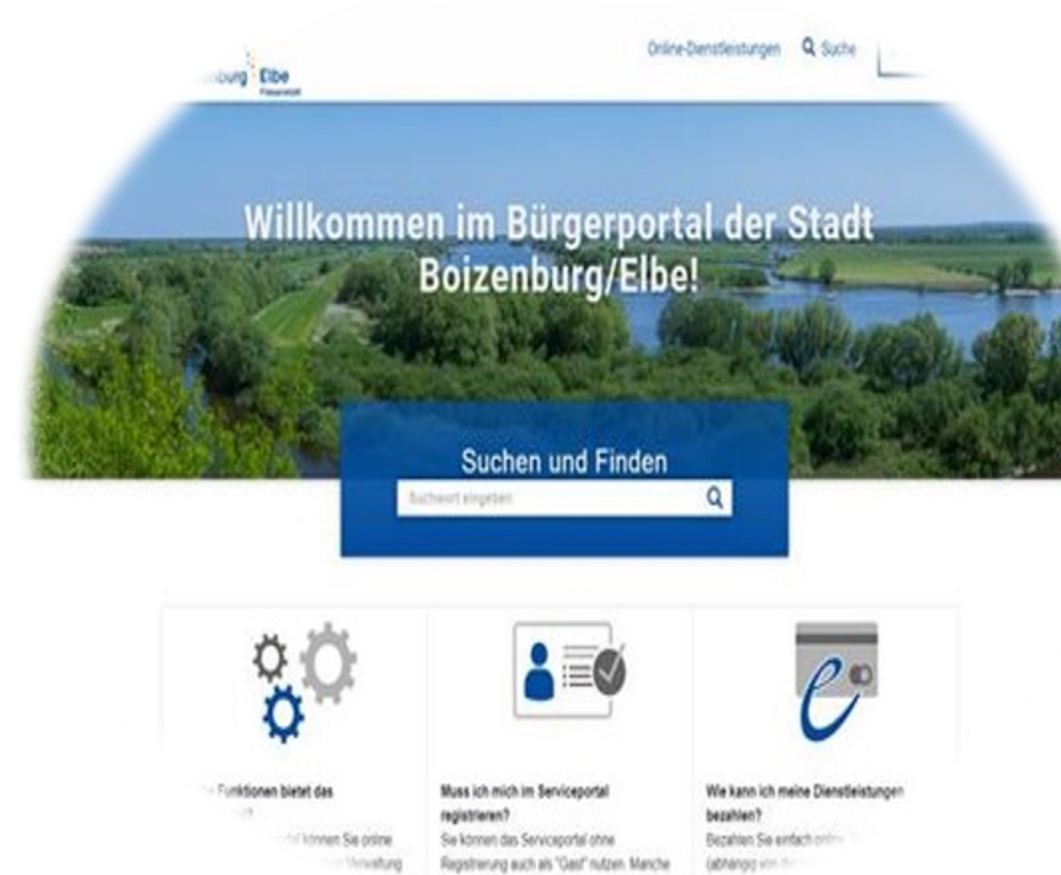 Elbe
Online-Dienstleistungen
Suche
Willkommen im Bürgerportal der Stadt
Boizenburg/Elbe!
Suchen und Finden
Suchwort eingeben
Funktionen bietet das
können Sie online
Verwaltung
Muss ich mich im Serviceportal
registrieren?
Sie können das Serviceportal ohne
Registrierung auch als "Gast" nutzen. Manche
Wie kann ich meine Dienstleistungen
bezahlen?
Bezahlen Sie einfach online
(abhängig von